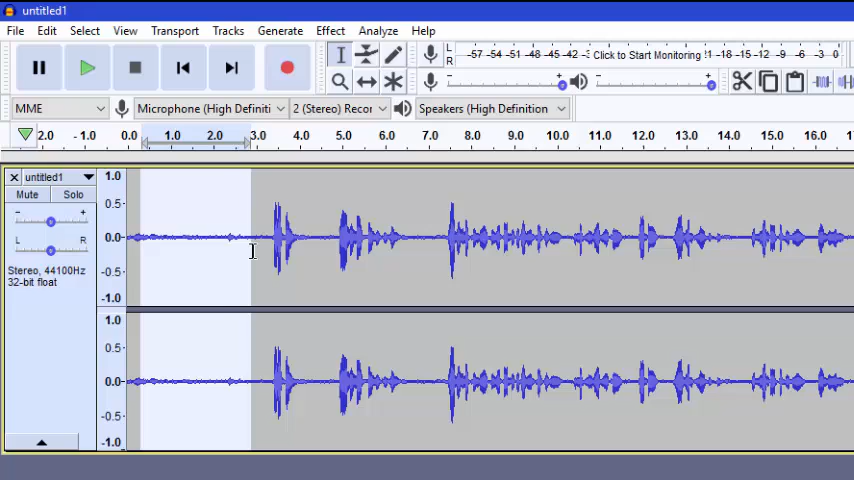 untitled1
File Edit Select View Transport Tracks Generate Effect Analyze Help
L R -57 -54 -51 -48 -45 -42 -3 Click to Start Monitoring !1 -18 -15 -12 -9 -6 -3 0
MME Microphone (High Definiti 2 (Stereo) Recor Speakers (High Definition
2.0 - 1.0 0.0 1.0 2.0 3.0 4.0 5.0 6.0 7.0 8.0 9.0 10.0 11.0 12.0 13.0 14.0 15.0 16.0 17
untitled1
Mute Solo
- +
L R
Stereo, 44100Hz
32-bit float
1.0
0.5
0.0
-0.5
-1.0
1.0
0.5
0.0
-0.5
-1.0